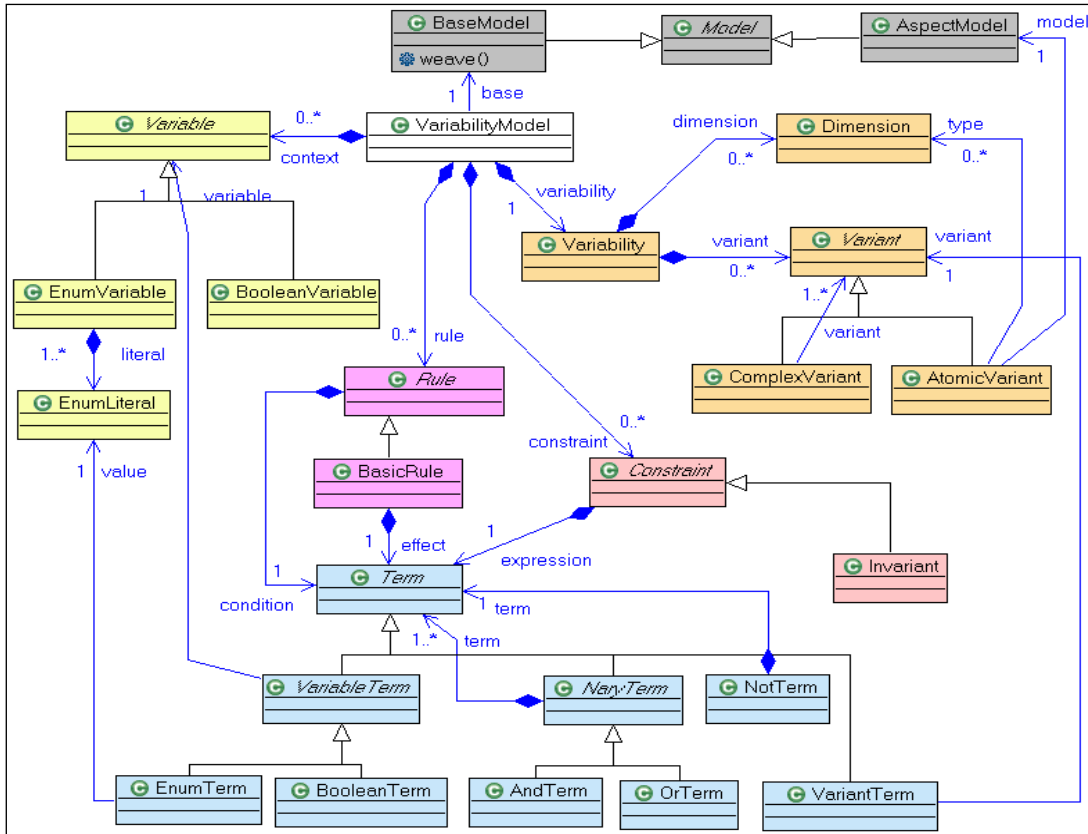 BaseModel
Model
AspectModel
model
weave()
1
1
base
0..*
Variable
VariabilityModel
dimension
Dimension
type
context
0..*
0..*
1
variable
variability
1
Variability
variant
Variant
variant
0..*
1
EnumVariable
BooleanVariable
1..*
1
0..*
rule
variant
1..*
literal
Rule
ComplexVariant
AtomicVariant
EnumLiteral
0..*
constraint
1
value
BasicRule
Constraint
1
effect
1
expression
Invariant
1
Term
condition
1
term
1..*
term
VariableTerm
NaryTerm
NotTerm
EnumTerm
BooleanTerm
AndTerm
OrTerm
VariantTerm